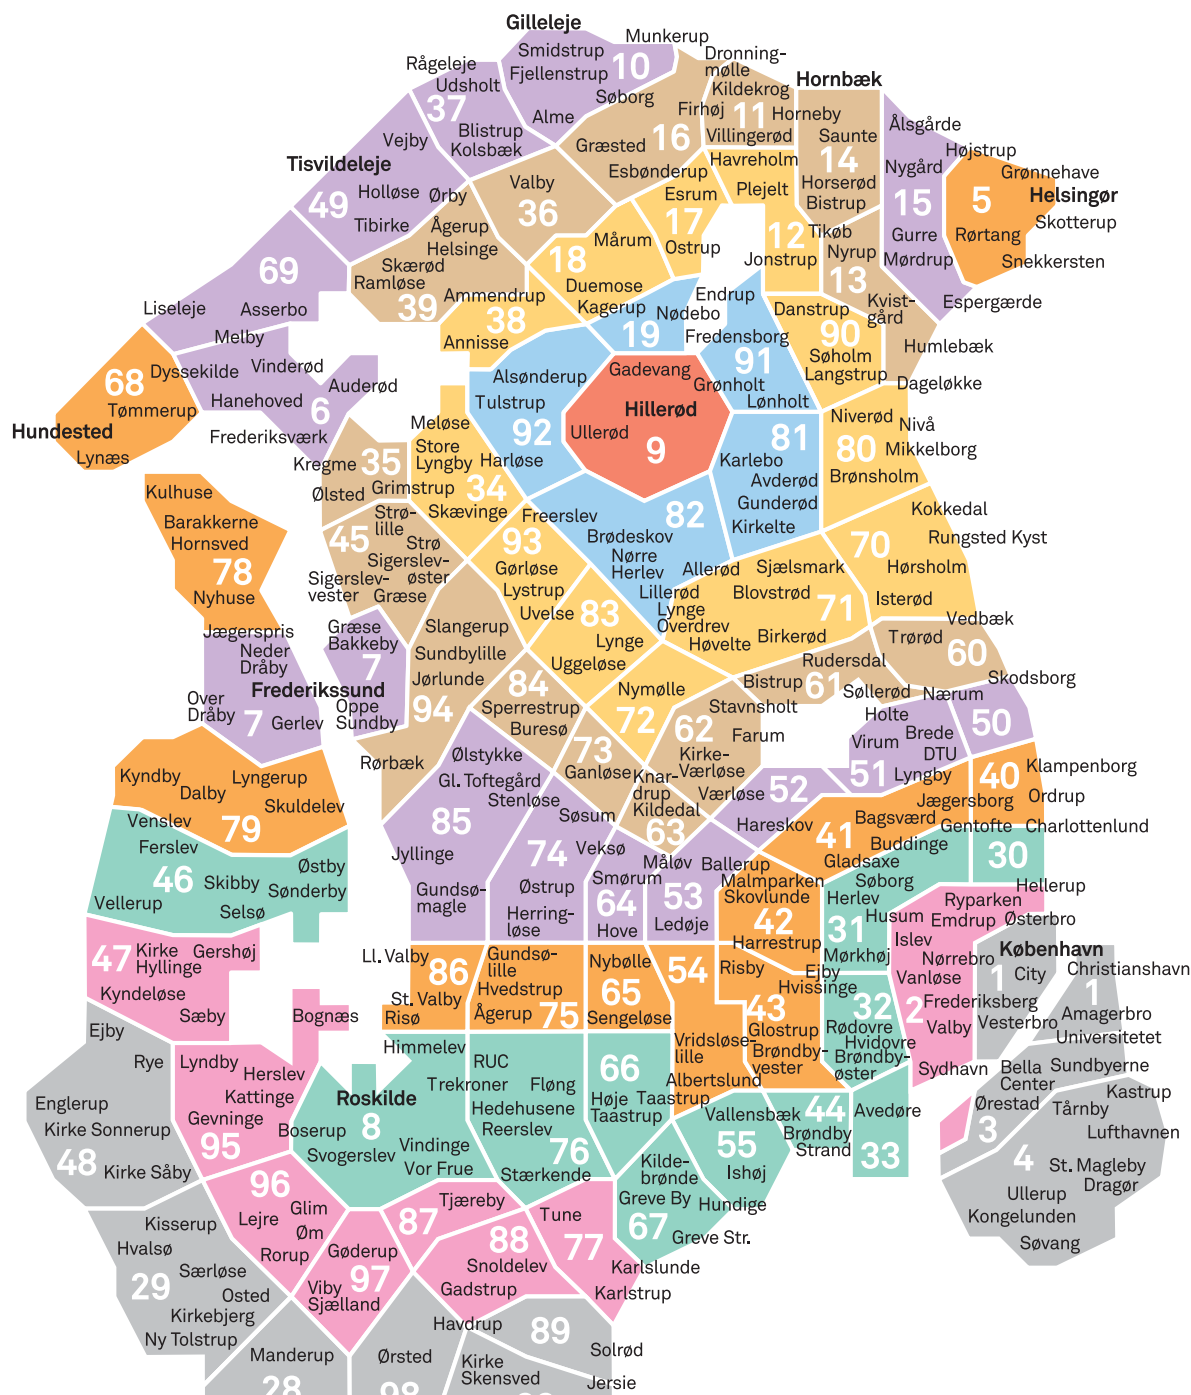 Gilleleje
Smidstrup
Munkerup
Fjellenstrup
10
Søborg
Alme
Rågeleje
Udsholt
37
Blistrup
Kolsbæk
Dronning-
mølle
Kildekrog
Firhøj
11
Villingerød
Hornbæk
Horneby
Saunte
14
Horserød
Bistrup
16
Græsted
Esbønderup
Vejby
Tisvildeleje
49
Holløse
Ørby
Tibirke
Valby
36
Ågerup
Helsinge
Skærød
Ramløse
39
Havreholm
Plejelt
12
Jonstrup
Esrum
17
Ostrup
Mårum
18
Duemose
Kagerup
Ålsgårde
Nygård
15
Gurre
Mørdrup
Espergærde
Højstrup
Grønnehave
5
Helsingør
Skotterup
Rørtang
Snekkersten
Tikøb
Nyrup
13
Kvist-
gård
Humlebæk
Dageløkke
69
Liseleje
Asserbo
Melby
Ammendrup
38
Annisse
Endrup
Nødebo
19
Fredensborg
91
Grønholt
Lønholt
Danstrup
90
Søholm
Langstrup
68
Dyssekilde
Tømmerup
Hundested
Lynæs
Vinderød
Auderød
Hanehoved
6
Frederiksværk
Alsønderup
Tulstrup
92
Harløse
Gadevang
Hillerød
Ullerød
9
81
Karlebo
Avderød
Gunderød
Kirkelte
Niverød
Nivå
80
Mikkelborg
Brønsholm
Meløse
Store
Lyngby
34
Skævinge
Kregme
35
Ølsted
Grimstrup
Strø-
lille
45
Strø
Sigerslev-
øster
Sigerslev-
vester
Græse
Kulhuse
Barakkerne
Hornsved
78
Nyhuse
Jægerspris
Neder
Dråby
Frederikssund
Over
Dråby
7
Gerlev
Græse
Bakkeby
7
Oppe
Sundby
Freerslev
82
Brødeskov
Nørre
Herlev
Lillerød
93
Gørløse
Lystrup
Uvelse
83
Lynge
Uggeløse
Kokkedal
Rungsted Kyst
70
Hørsholm
Isterød
Vedbæk
Allerød
Sjælsmark
Blovstrød
71
Lynge
Overdrev
Høvelte
Birkerød
Slangerup
Sundbylille
Jørlunde
94
Rørbæk
84
Sperrestrup
Buresø
Nymølle
72
73
Ganløse
Trørød
60
Skodsborg
Rudersdal
Bistrup
61
Søllerød
Nærum
50
Stavnsholt
62
Farum
Kirke-
Værløse
Knar-
drup
Kildedal
63
Værløse
52
Hareskov
Holte
Brede
Virum
DTU
51
Lyngby
Kyndby
Lyngerup
Dalby
Skuldelev
79
Ølstykke
Gl. Toftegård
Stenløse
85
Jyllinge
Gundsø-
magle
Søsum
74
Veksø
Østrup
Herring-
løse
Smørum
64
Hove
Måløv
Ballerup
53
Ledøje
40
Klampenborg
Ordrup
Charlottenlund
Jægersborg
Bagsværd
Gentofte
41
Buddinge
Gladsaxe
30
Hellerup
Venslev
Ferslev
46
Skibby
Østby
Sønderby
Vellerup
Selsø
Malmparken
Skovlunde
42
Harrestrup
Søborg
Herlev
Husum
31
Mørkhøj
Ryparken
Emdrup
Østerbro
Islev
Nørrebro
Vanløse
2
Frederiksberg
Valby
Vesterbro
Sydhavn
København
1
City
Christianshavn
1
Amagerbro
Universitetet
47
Kirke
Hyllinge
Gershøj
Kyndeløse
Sæby
Ll. Valby
86
St. Valby
Risø
Gundsø-
lille
Hvedstrup
Ågerup
75
Nybølle
65
Sengeløse
54
Vridsløse-
lille
Albertslund
Risby
Ejby
Hvissinge
43
Glostrup
Brøndby-
vester
32
Rødovre
Hvidovre
Brøndby-
øster
Bognæs
Ejby
Rye
Englerup
Kirke Sonnerup
48
Kirke Såby
Lyndby
Herslev
Kattinge
Gevninge
95
Himmelev
Trekroner
Roskilde
8
Boserup
Svogerslev
Vindinge
Vor Frue
RUC
Fløng
Hedehusene
Reerslev
76
Stærkende
66
Høje
Taastrup
Taastrup
Vallensbæk
55
Ishøj
44
Brøndby
Strand
Avedøre
33
Bella
Center
Sundbyerne
Ørestad
3
Kastrup
Tårnby
Lufthavnen
4
St. Magleby
Dragør
Ullerup
Kongelunden
Søvang
Kilde-
brønde
Greve By
Hundige
67
Greve Str.
96
Glim
Lejre
Øm
Rorup
Tjæreby
87
Gøderup
97
Viby
Sjælland
88
Snoldelev
Gadstrup
Tune
77
Karlslunde
Karlstrup
Kisserup
Hvalsø
Særløse
29
Osted
Kirkebjerg
Ny Tolstrup
Manderup
28
Ørsted
98
Havdrup
89
Solrød
Kirke
Skensved
Jersie